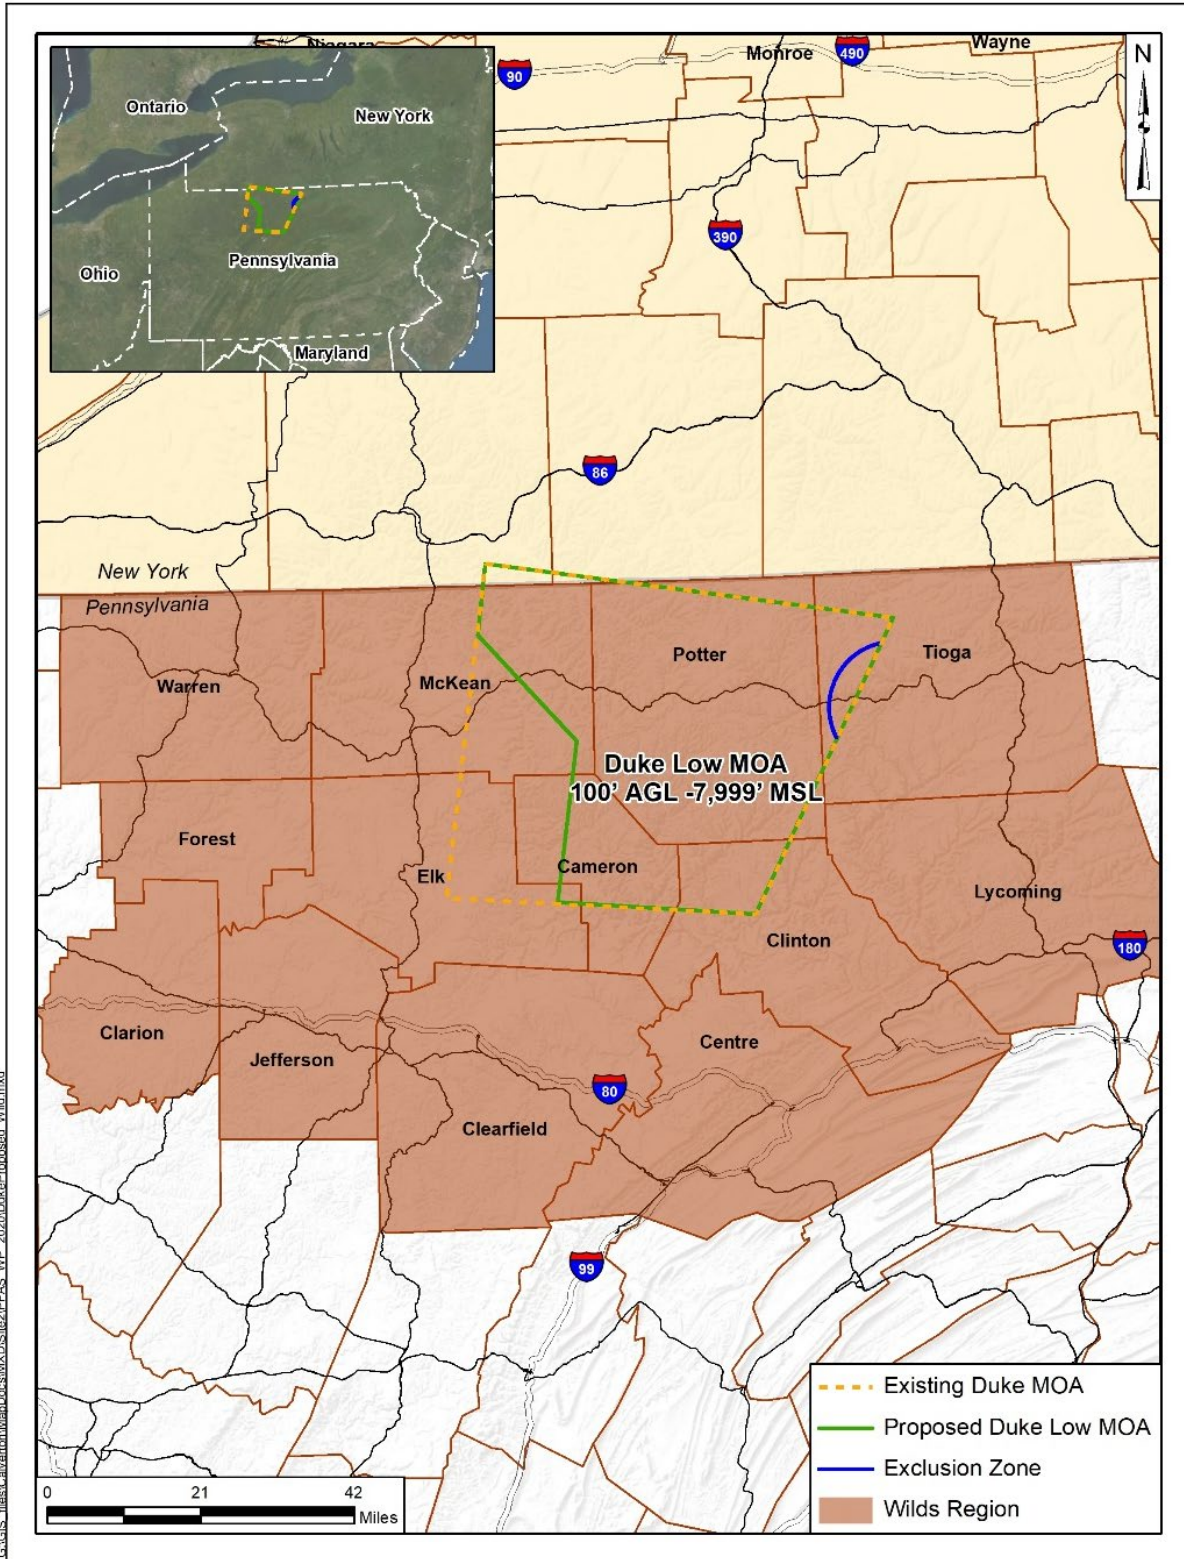 Niagara
Monroe
490
Wayne
90
N
Ontario
New York
390
Pennsylvania
Ohio
Maryland
86
New York
Pennsylvania
Potter
Tioga
McKean
Warren
Duke Low MOA
100' AGL -7,999' MSL
Forest
Cameron
Elk
Lycoming
Clinton
180
Clarion
Centre
Jefferson
80
Clearfield
99
Existing Duke MOA
Proposed Duke Low MOA
Exclusion Zone
Wilds Region
0 21 42
Miles